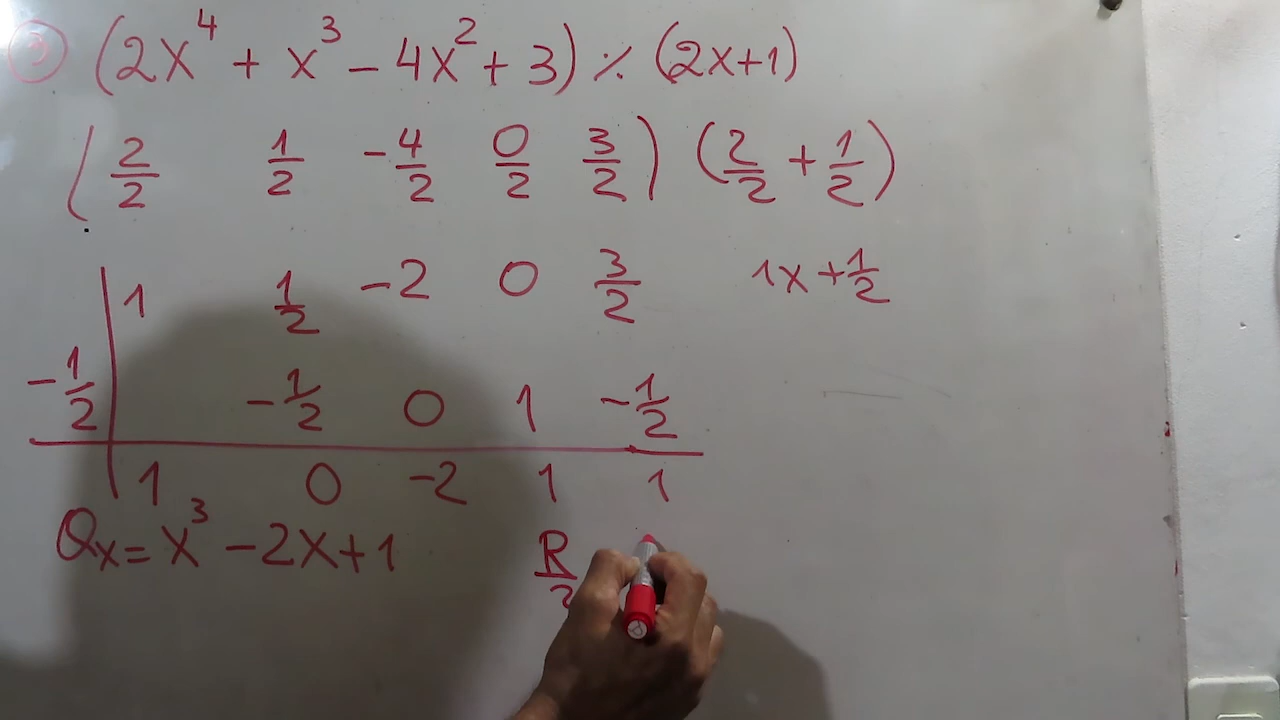 3 (2x⁴ + x³ - 4x² + 3) ٪ (2x+1)
( 2/2 1/2 - 4/2 0/2 3/2 ) ( 2/2 + 1/2 )
1 1/2 -2 0 3/2 1x + 1/2
- 1/2 - 1/2 0 1 - 1/2
1 0 -2 1 1
Qx = x³ - 2x + 1 R/2